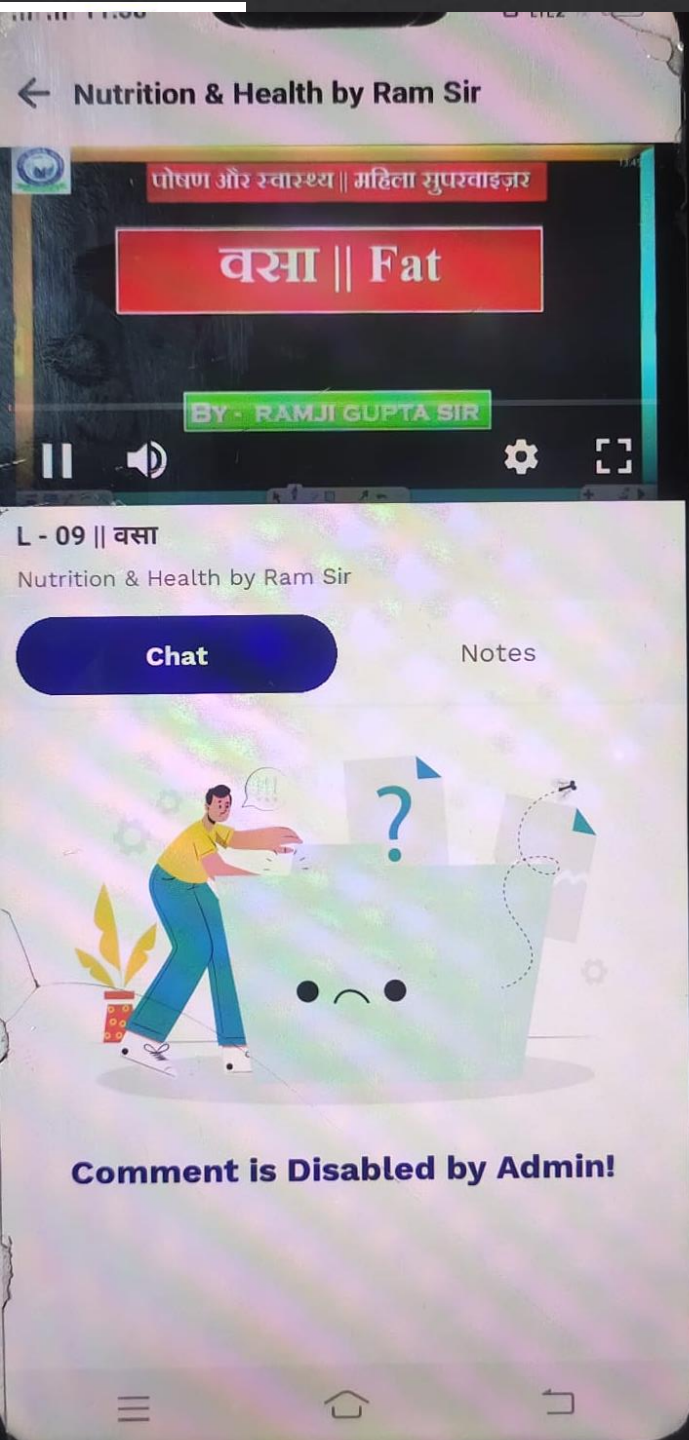 Nutrition & Health by Ram Sir
पोषण और स्वास्थ्य || महिला सुपरवाइज़र
वसा || Fat
BY - RAMJI GUPTA SIR
L - 09 || वसा
Nutrition & Health by Ram Sir
Chat
Notes
?
Comment is Disabled by Admin!